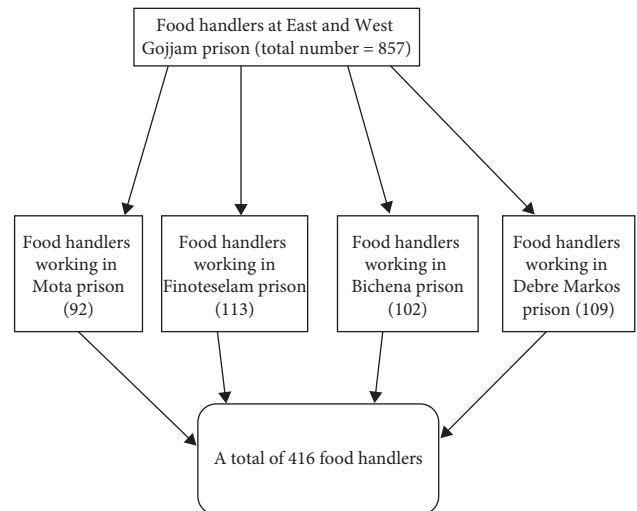 Food handlers at East and West
Gojjam prison (total number = 857)
Food handlers
working in
Mota prison
(92)
Food handlers
working in
Finoteselam prison
(113)
Food handlers
working in
Bichena prison
(102)
Food handlers
working in
Debre Markos
prison (109)
A total of 416 food handlers